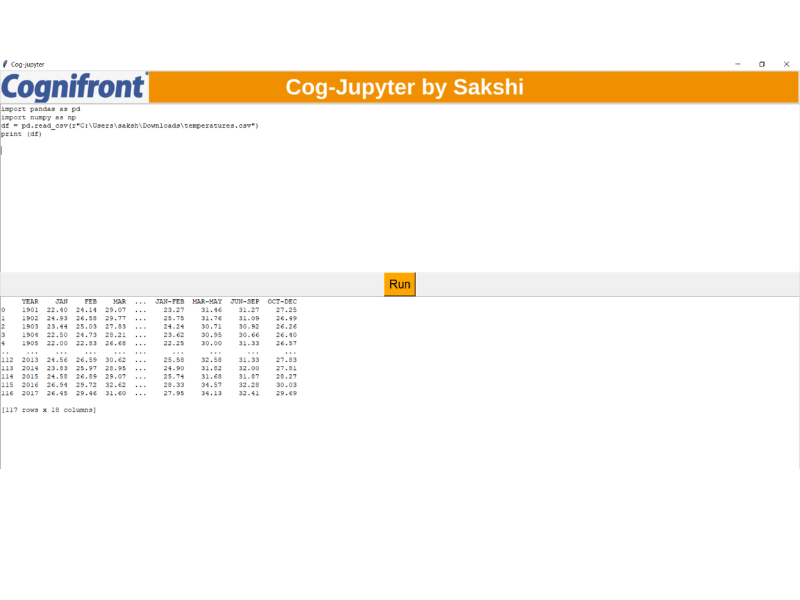 Cog-jupyter
Cognifront
Cog-Jupyter by Sakshi
import pandas as pd
import numpy as np
df = pd.read_csv(r"C:\Users\saksh\Downloads\temperatures.csv")
print (df)
Run
YEAR JAN FEB MAR ... JAN-FEB MAR-MAY JUN-SEP OCT-DEC
0 1901 22.40 24.14 29.07 ... 23.27 31.46 31.27 27.25
1 1902 24.93 26.58 29.77 ... 25.75 31.76 31.09 26.49
2 1903 23.44 25.03 27.83 ... 24.24 30.71 30.92 26.26
3 1904 22.50 24.73 28.21 ... 23.62 30.95 30.66 26.40
4 1905 22.00 22.83 26.68 ... 22.25 30.00 31.33 26.57
.. ... ... ... ... ... ... ... ... ...
112 2013 24.56 26.59 30.62 ... 25.58 32.58 31.33 27.83
113 2014 23.83 25.97 28.95 ... 24.90 31.82 32.00 27.81
114 2015 24.58 26.89 29.07 ... 25.74 31.68 31.87 28.27
115 2016 26.94 29.72 32.62 ... 28.33 34.57 32.28 30.03
116 2017 26.45 29.46 31.60 ... 27.95 34.13 32.41 29.69
[117 rows x 18 columns]